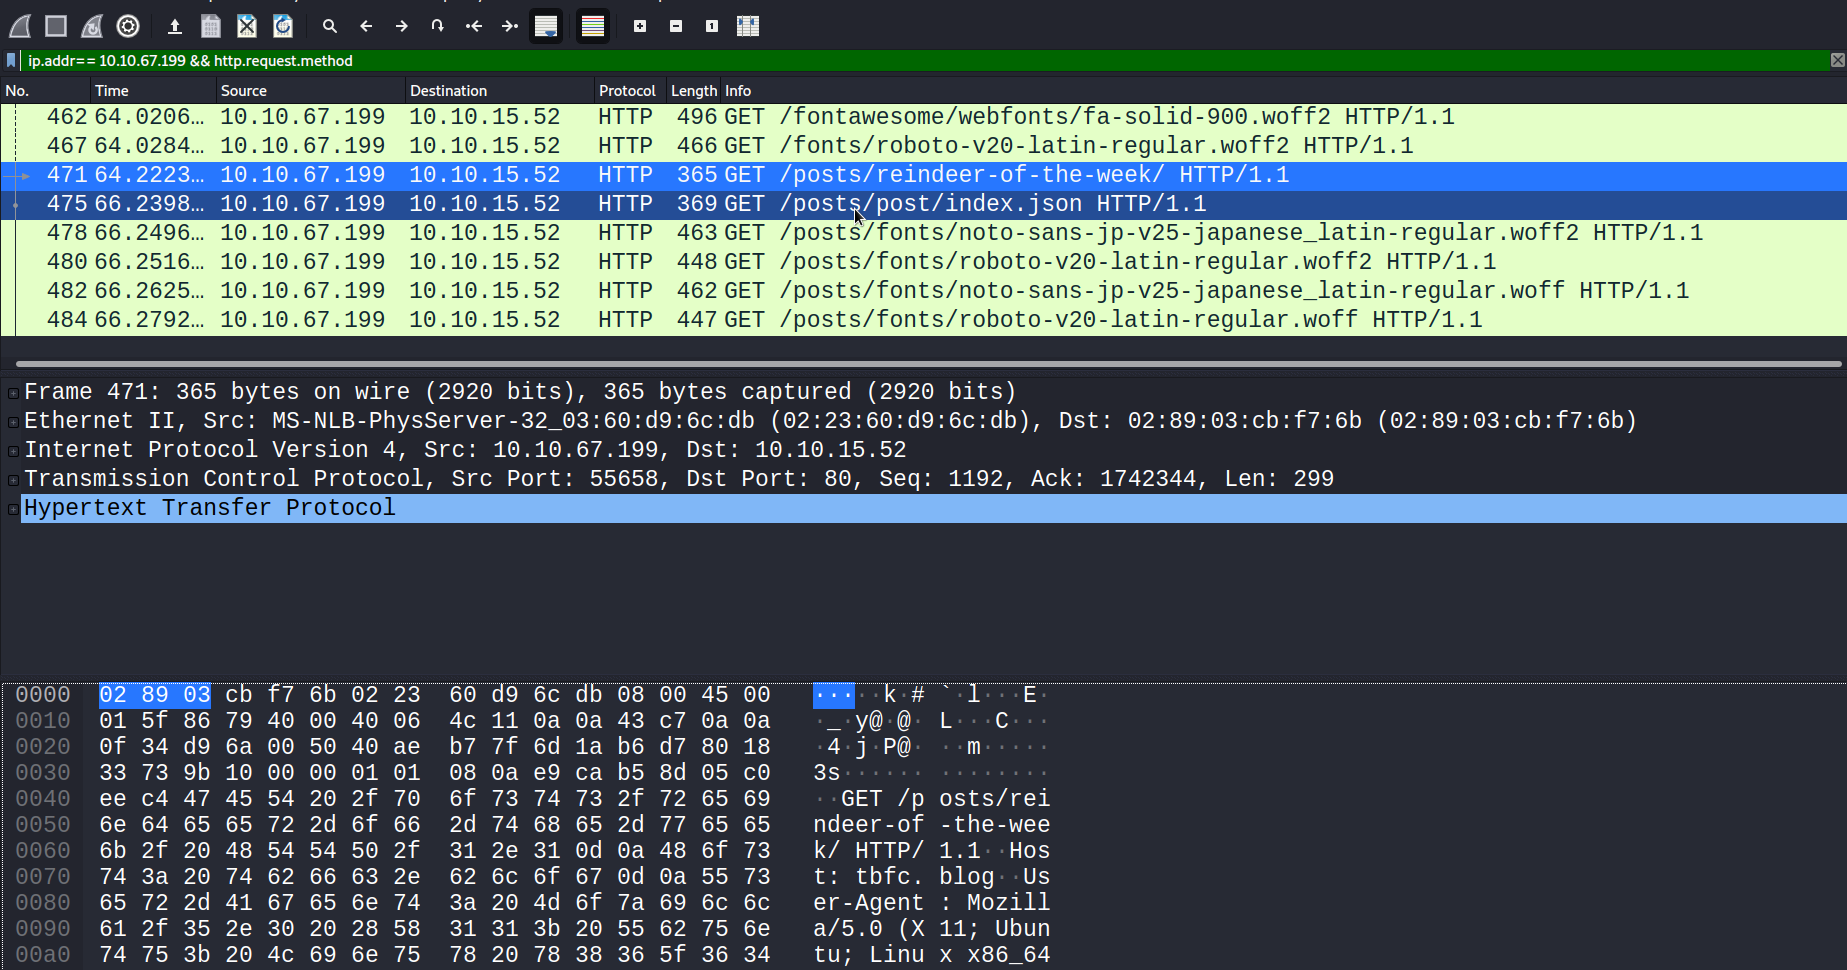 ip.addr== 10.10.67.199 && http.request.method
No. Time Source Destination Protocol Length Info
462 64.0206… 10.10.67.199 10.10.15.52 HTTP 496 GET /fontawesome/webfonts/fa-solid-900.woff2 HTTP/1.1
467 64.0284… 10.10.67.199 10.10.15.52 HTTP 466 GET /fonts/roboto-v20-latin-regular.woff2 HTTP/1.1
471 64.2223… 10.10.67.199 10.10.15.52 HTTP 365 GET /posts/reindeer-of-the-week/ HTTP/1.1
475 66.2398… 10.10.67.199 10.10.15.52 HTTP 369 GET /posts/post/index.json HTTP/1.1
478 66.2496… 10.10.67.199 10.10.15.52 HTTP 463 GET /posts/fonts/noto-sans-jp-v25-japanese_latin-regular.woff2 HTTP/1.1
480 66.2516… 10.10.67.199 10.10.15.52 HTTP 448 GET /posts/fonts/roboto-v20-latin-regular.woff2 HTTP/1.1
482 66.2625… 10.10.67.199 10.10.15.52 HTTP 462 GET /posts/fonts/noto-sans-jp-v25-japanese_latin-regular.woff HTTP/1.1
484 66.2792… 10.10.67.199 10.10.15.52 HTTP 447 GET /posts/fonts/roboto-v20-latin-regular.woff HTTP/1.1
Frame 471: 365 bytes on wire (2920 bits), 365 bytes captured (2920 bits)
Ethernet II, Src: MS-NLB-PhysServer-32_03:60:d9:6c:db (02:23:60:d9:6c:db), Dst: 02:89:03:cb:f7:6b (02:89:03:cb:f7:6b)
Internet Protocol Version 4, Src: 10.10.67.199, Dst: 10.10.15.52
Transmission Control Protocol, Src Port: 55658, Dst Port: 80, Seq: 1192, Ack: 1742344, Len: 299
Hypertext Transfer Protocol
0000 02 89 03 cb f7 6b 02 23 60 d9 6c db 08 00 45 00 ·····k·# `·l···E·
0010 01 5f 86 79 40 00 40 06 4c 11 0a 0a 43 c7 0a 0a ·_·y@·@· L···C···
0020 0f 34 d9 6a 00 50 40 ae b7 7f 6d 1a b6 d7 80 18 ·4·j·P@· ··m·····
0030 33 73 9b 10 00 00 01 01 08 0a e9 ca b5 8d 05 c0 3s······ ········
0040 ee c4 47 45 54 20 2f 70 6f 73 74 73 2f 72 65 69 ··GET /p osts/rei
0050 6e 64 65 65 72 2d 6f 66 2d 74 68 65 2d 77 65 65 ndeer-of -the-wee
0060 6b 2f 20 48 54 54 50 2f 31 2e 31 0d 0a 48 6f 73 k/ HTTP/ 1.1··Hos
0070 74 3a 20 74 62 66 63 2e 62 6c 6f 67 0d 0a 55 73 t: tbfc. blog··Us
0080 65 72 2d 41 67 65 6e 74 3a 20 4d 6f 7a 69 6c 6c er-Agent : Mozill
0090 61 2f 35 2e 30 20 28 58 31 31 3b 20 55 62 75 6e a/5.0 (X 11; Ubun
00a0 74 75 3b 20 4c 69 6e 75 78 20 78 38 36 5f 36 34 tu; Linu x x86_64